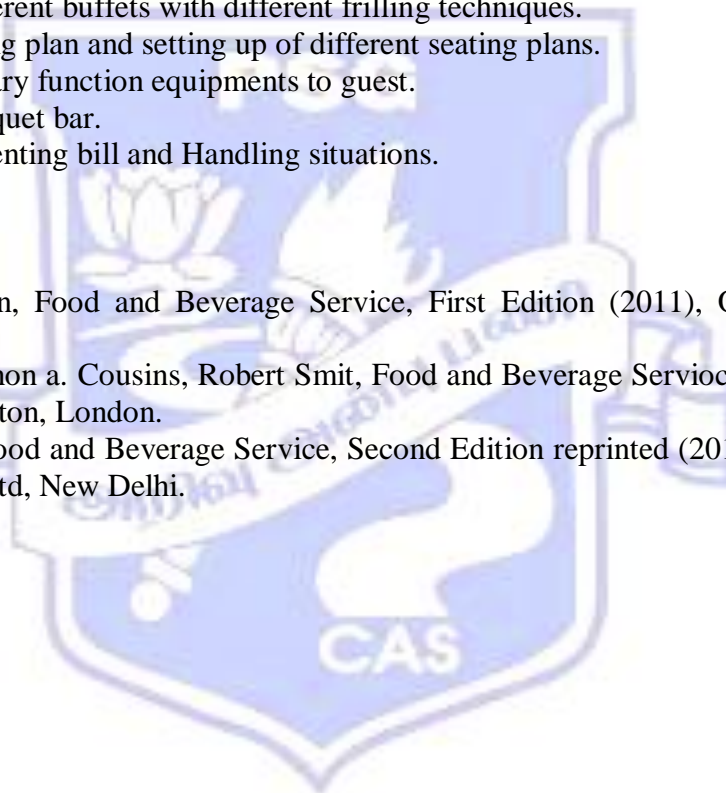 erent buffets with different frilling techniques.
g plan and setting up of different seating plans.
ary function equipments to guest.
quet bar.
enting bill and Handling situations.
PSG
n, Food and Beverage Service, First Edition (2011), O
non a. Cousins, Robert Smit, Food and Beverage Servioc
ton, London.
ood and Beverage Service, Second Edition reprinted (201
td, New Delhi.
CAS